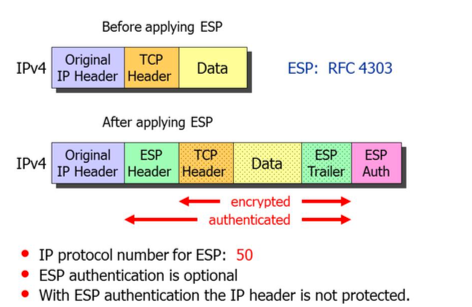 Before applying ESP
IPv4
Original
IP Header
TCP
Header
Data
ESP: RFC 4303
After applying ESP
IPv4
Original
IP Header
ESP
Header
TCP
Header
Data
ESP
Trailer
ESP
Auth
encrypted
authenticated
• IP protocol number for ESP: 50
• ESP authentication is optional
• With ESP authentication the IP header is not protected.